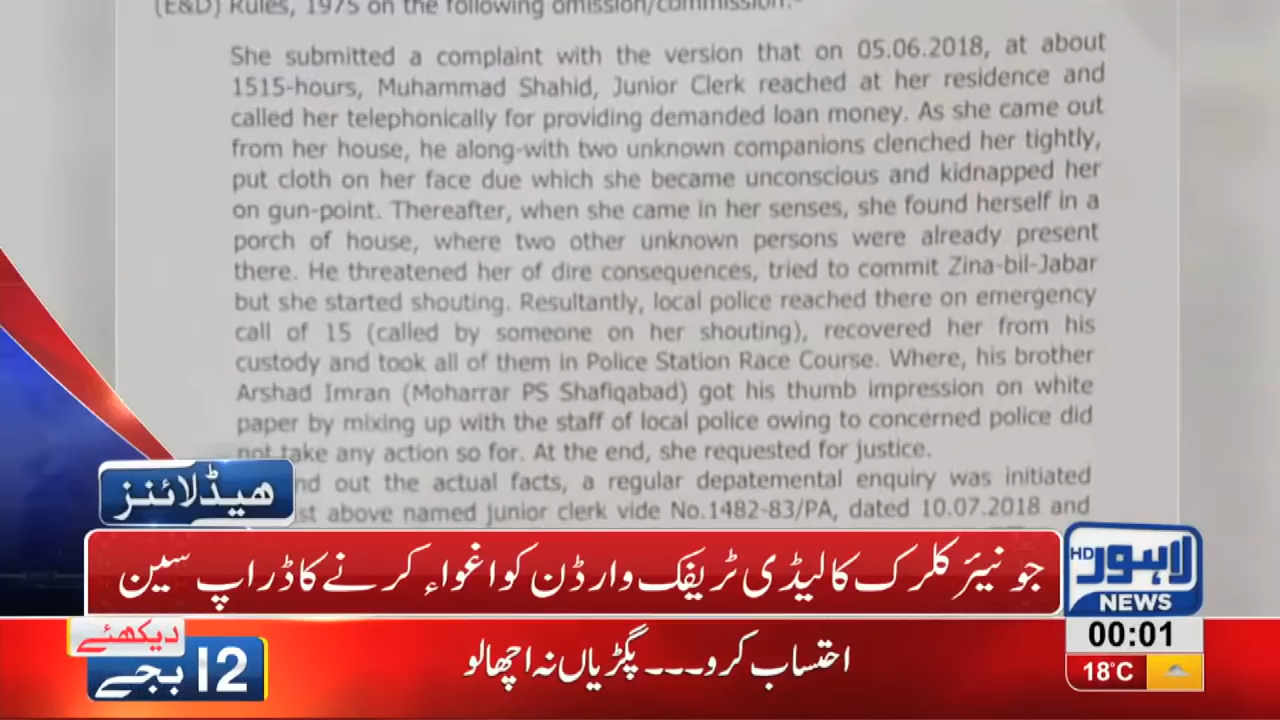 (E&D) Rules, 1975 on the following omission/commission:-
She submitted a complaint with the version that on 05.06.2018, at about
1515-hours, Muhammad Shahid, Junior Clerk reached at her residence and
called her telephonically for providing demanded loan money. As she came out
from her house, he along-with two unknown companions clenched her tightly,
put cloth on her face due which she became unconscious and kidnapped her
on gun-point. Thereafter, when she came in her senses, she found herself in a
porch of house, where two other unknown persons were already present
there. He threatened her of dire consequences, tried to commit Zina-bil-Jabar
but she started shouting. Resultantly, local police reached there on emergency
call of 15 (called by someone on her shouting), recovered her from his
custody and took all of them in Police Station Race Course. Where, his brother
Arshad Imran (Moharrar PS Shafiqabad) got his thumb impression on white
paper by mixing up with the staff of local police owing to concerned police did
not take any action so for. At the end, she requested for justice.
nd out the actual facts, a regular depatemental enquiry was initiated
st above named junior clerk vide No.1482-83/PA, dated 10.07.2018 and
ھیڈلائنز
جونیئر کلرک کا لیڈی ٹریفک وارڈن کو اغواء کرنے کا ڈراپ سین
لاہور HD
NEWS
00:01
18°C
دیکھئے
12 بجے
احتساب کرو۔۔۔ پگڑیاں نہ اچھالو